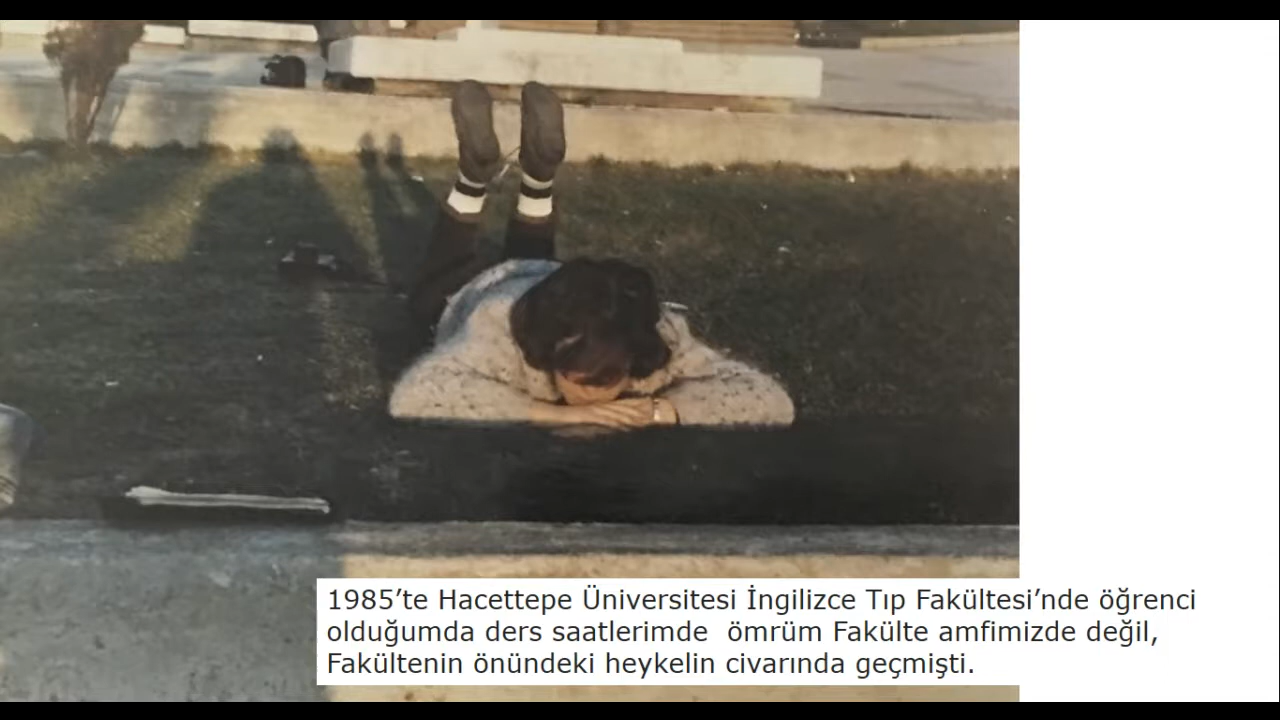 1985’te Hacettepe Üniversitesi İngilizce Tıp Fakültesi’nde öğrenci
olduğumda ders saatlerimde  ömrüm Fakülte amfimizde değil,
Fakültenin önündeki heykelin civarında geçmişti.